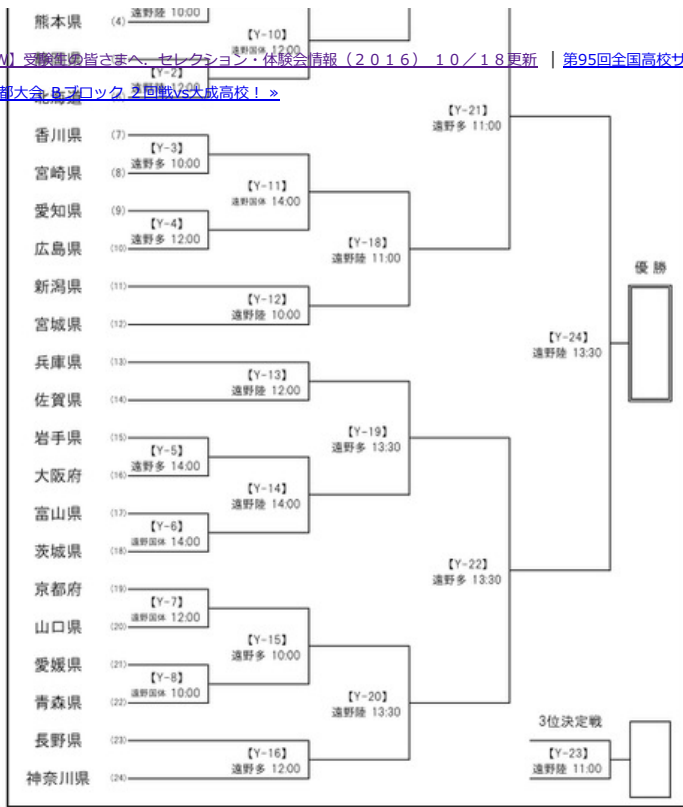 遠野陸 10:00
熊本県 (4)
【Y-10】
遠野国体 12:00
W】受験生の皆さまへ．セレクション・体験会情報（２０１６） １０／１８更新 ｜ 第95回全国高校サ
【Y-2】
都大会 Bブロック ２回戦vs大成高校！ »
北海道
【Y-21】
遠野多 11:00
香川県 (7)
【Y-3】
遠野多 10:00
宮崎県 (8)
【Y-11】
遠野国体 14:00
愛知県 (9)
【Y-4】
遠野多 12:00
広島県 (10)
【Y-18】
遠野陸 11:00
新潟県 (11)
【Y-12】
遠野陸 10:00
宮城県 (12)
優 勝
【Y-24】
遠野陸 13:30
兵庫県 (13)
【Y-13】
遠野陸 12:00
佐賀県 (14)
岩手県 (15)
【Y-19】
遠野多 13:30
【Y-5】
遠野多 14:00
大阪府 (16)
【Y-14】
遠野陸 14:00
富山県 (17)
【Y-6】
遠野国体 14:00
茨城県 (18)
【Y-22】
遠野多 13:30
京都府 (19)
【Y-7】
遠野国体 12:00
山口県 (20)
【Y-15】
遠野多 10:00
愛媛県 (21)
【Y-8】
遠野国体 10:00
青森県 (22)
【Y-20】
遠野陸 13:30
長野県 (23)
【Y-16】
遠野多 12:00
神奈川県 (24)
3位決定戦
【Y-23】
遠野陸 11:00